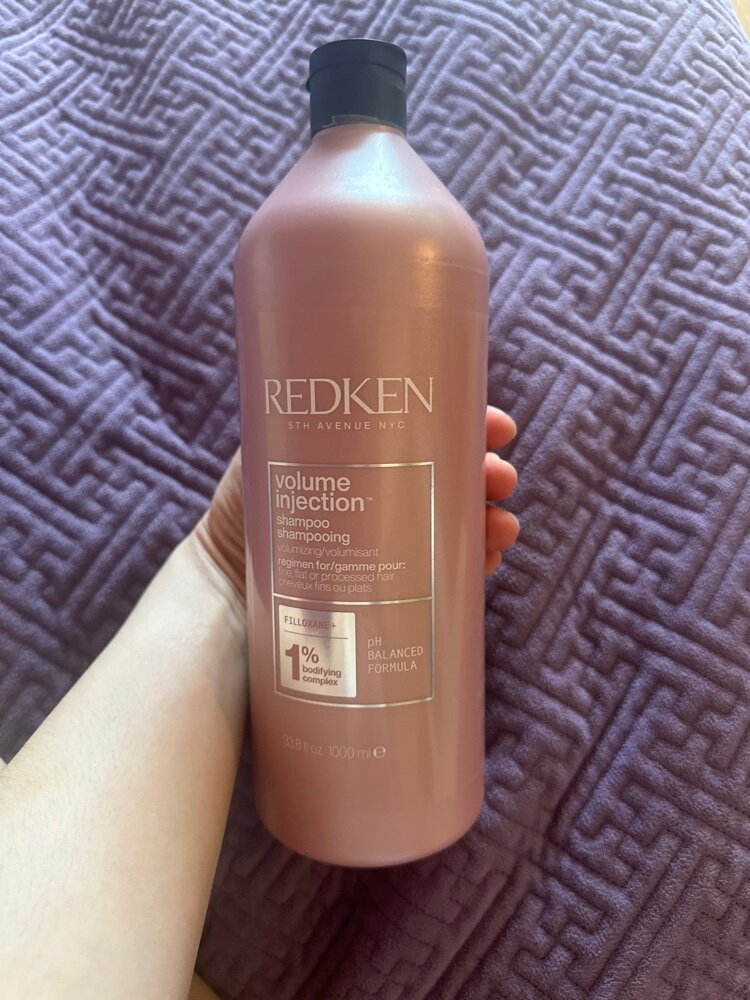 REDKEN
5TH AVENUE NYC
volume
injection™
shampoo
shampooing
volumizing/volumisant
regimen for/gamme pour:
fine, flat or processed hair
cheveux fins ou plats
FILLOXANE+
1%
bodifying
complex
pH
BALANCED
FORMULA
33.8 fl oz 1000 ml ℮